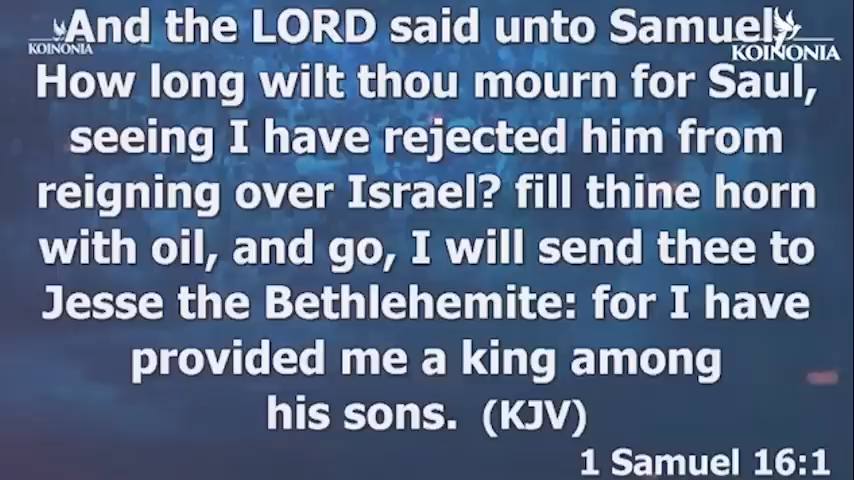 And the LORD said unto Samuel,
KOINONIA
KOINONIA
How long wilt thou mourn for Saul,
seeing I have rejected him from
reigning over Israel? fill thine horn
with oil, and go, I will send thee to
Jesse the Bethlehemite: for I have
provided me a king among
his sons. (KJV)
1 Samuel 16:1